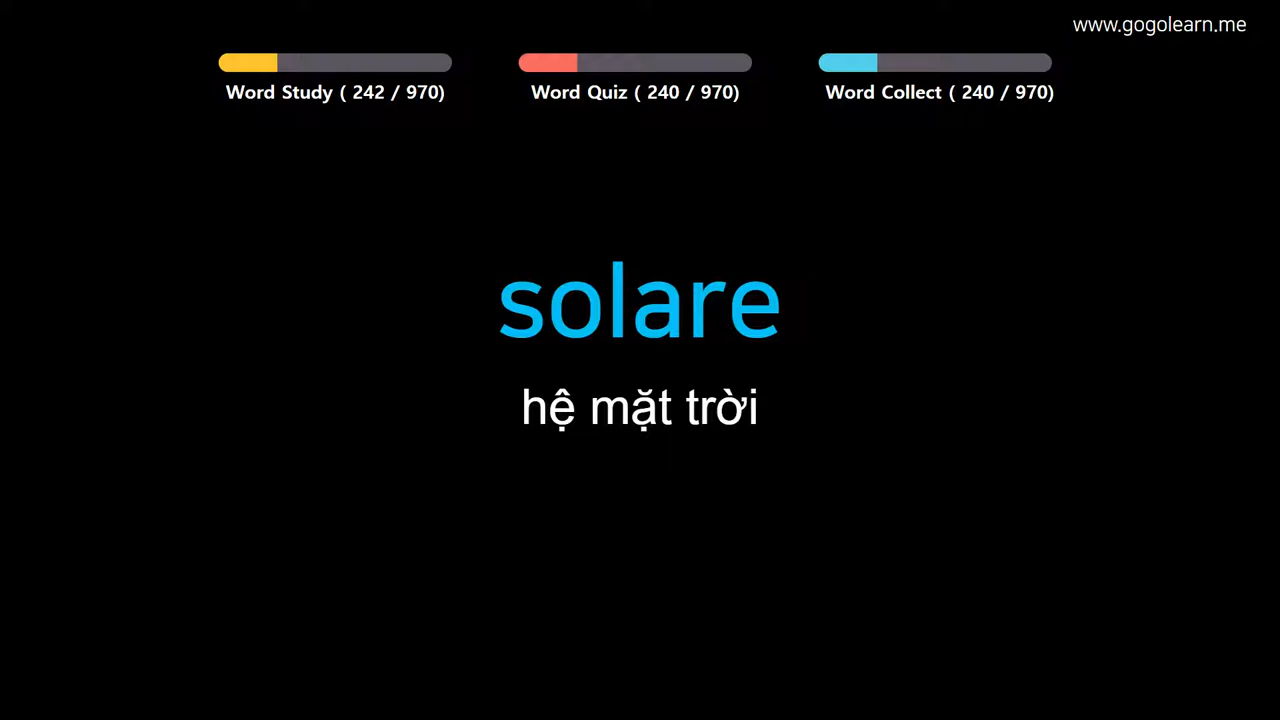 www.gogolearn.me
Word Study ( 242 / 970)
Word Quiz ( 240 / 970)
Word Collect ( 240 / 970)
solare
hệ mặt trời